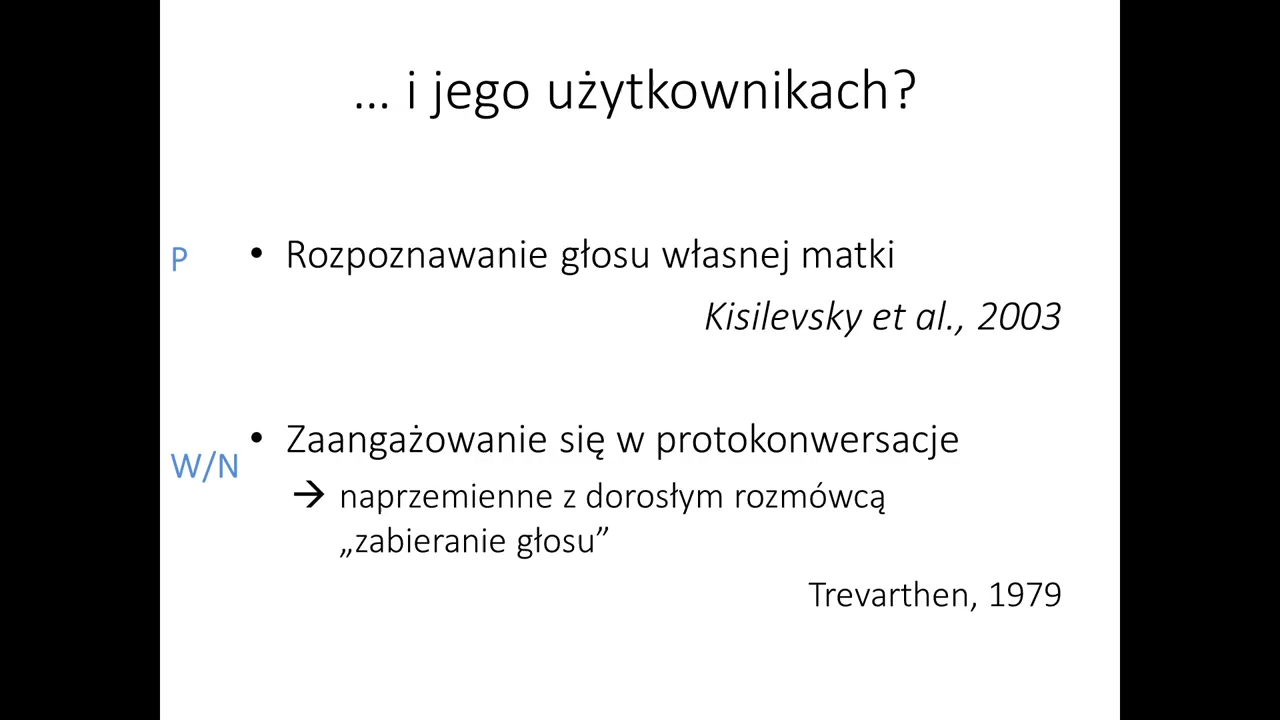 ... i jego użytkownikach?
P
• Rozpoznawanie głosu własnej matki
Kisilevsky et al., 2003
W/N
• Zaangażowanie się w protokonwersacje
→ naprzemienne z dorosłym rozmówcą
„zabieranie głosu”
Trevarthen, 1979